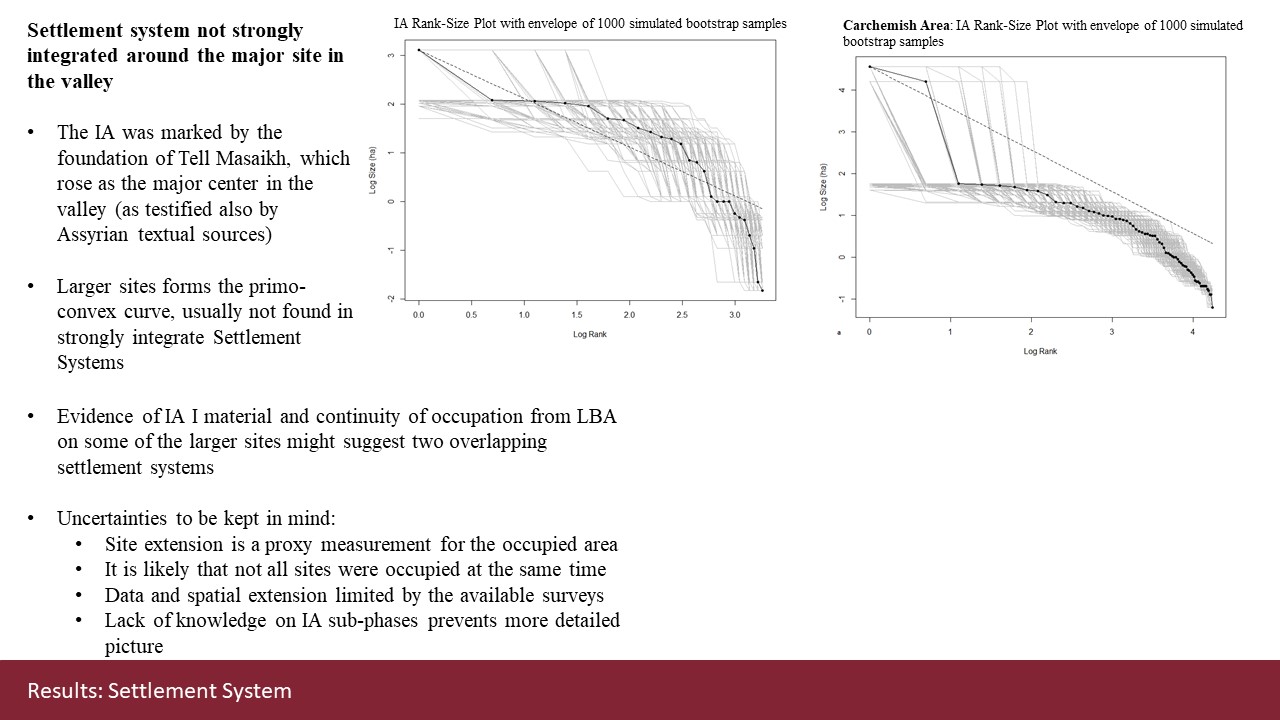 Settlement system not strongly
integrated around the major site in
the valley
• The IA was marked by the
foundation of Tell Masaikh, which
rose as the major center in the
valley (as testified also by
Assyrian textual sources)
• Larger sites forms the primo-
convex curve, usually not found in
strongly integrate Settlement
Systems
• Evidence of IA I material and continuity of occupation from LBA
on some of the larger sites might suggest two overlapping
settlement systems
• Uncertainties to be kept in mind:
• Site extension is a proxy measurement for the occupied area
• It is likely that not all sites were occupied at the same time
• Data and spatial extension limited by the available surveys
• Lack of knowledge on IA sub-phases prevents more detailed
picture
IA Rank-Size Plot with envelope of 1000 simulated bootstrap samples
Log Size (ha)
3
2
1
0
-1
-2
0.0 0.5 1.0 1.5 2.0 2.5 3.0
Log Rank
Carchemish Area: IA Rank-Size Plot with envelope of 1000 simulated
bootstrap samples
Log Size (ha)
4
3
2
1
0
-1
a 0 1 2 3 4
Log Rank
Results: Settlement System